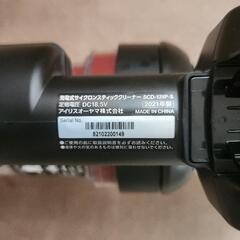 充電式サイクロンスティッククリーナー SCD-131P-S
定格電圧 DC18.5V 〈2021年製〉
アイリスオーヤマ株式会社 MADE IN CHINA
Serial No.
82102200149